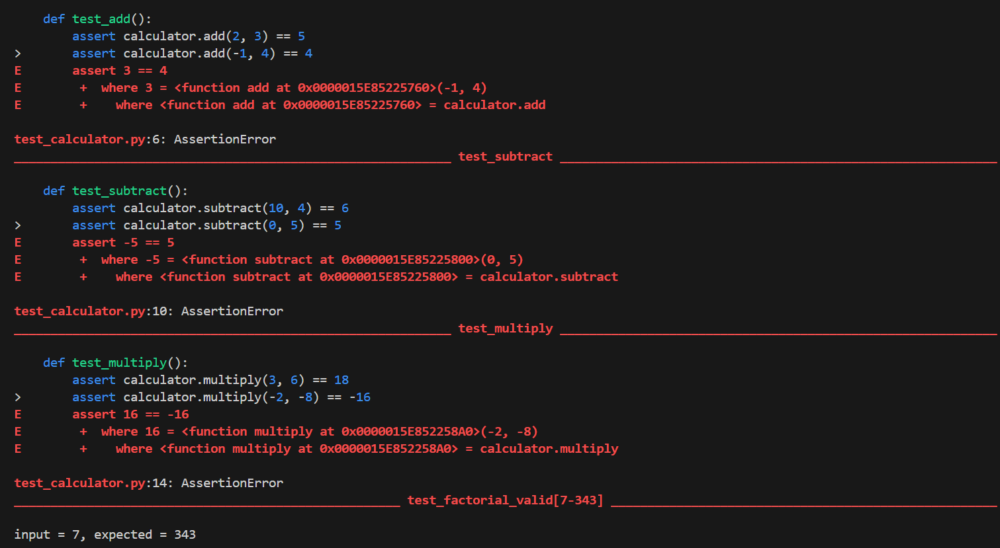 def test_add():
        assert calculator.add(2, 3) == 5
>       assert calculator.add(-1, 4) == 4
E       assert 3 == 4
E        +  where 3 = <function add at 0x0000015E85225760>(-1, 4)
E        +    where <function add at 0x0000015E85225760> = calculator.add

test_calculator.py:6: AssertionError
____________________________________________________________ test_subtract ____________________________________________________________

    def test_subtract():
        assert calculator.subtract(10, 4) == 6
>       assert calculator.subtract(0, 5) == 5
E       assert -5 == 5
E        +  where -5 = <function subtract at 0x0000015E85225800>(0, 5)
E        +    where <function subtract at 0x0000015E85225800> = calculator.subtract

test_calculator.py:10: AssertionError
____________________________________________________________ test_multiply ____________________________________________________________

    def test_multiply():
        assert calculator.multiply(3, 6) == 18
>       assert calculator.multiply(-2, -8) == -16
E       assert 16 == -16
E        +  where 16 = <function multiply at 0x0000015E852258A0>(-2, -8)
E        +    where <function multiply at 0x0000015E852258A0> = calculator.multiply

test_calculator.py:14: AssertionError
_____________________________________________________ test_factorial_valid[7-343] _____________________________________________________

input = 7, expected = 343